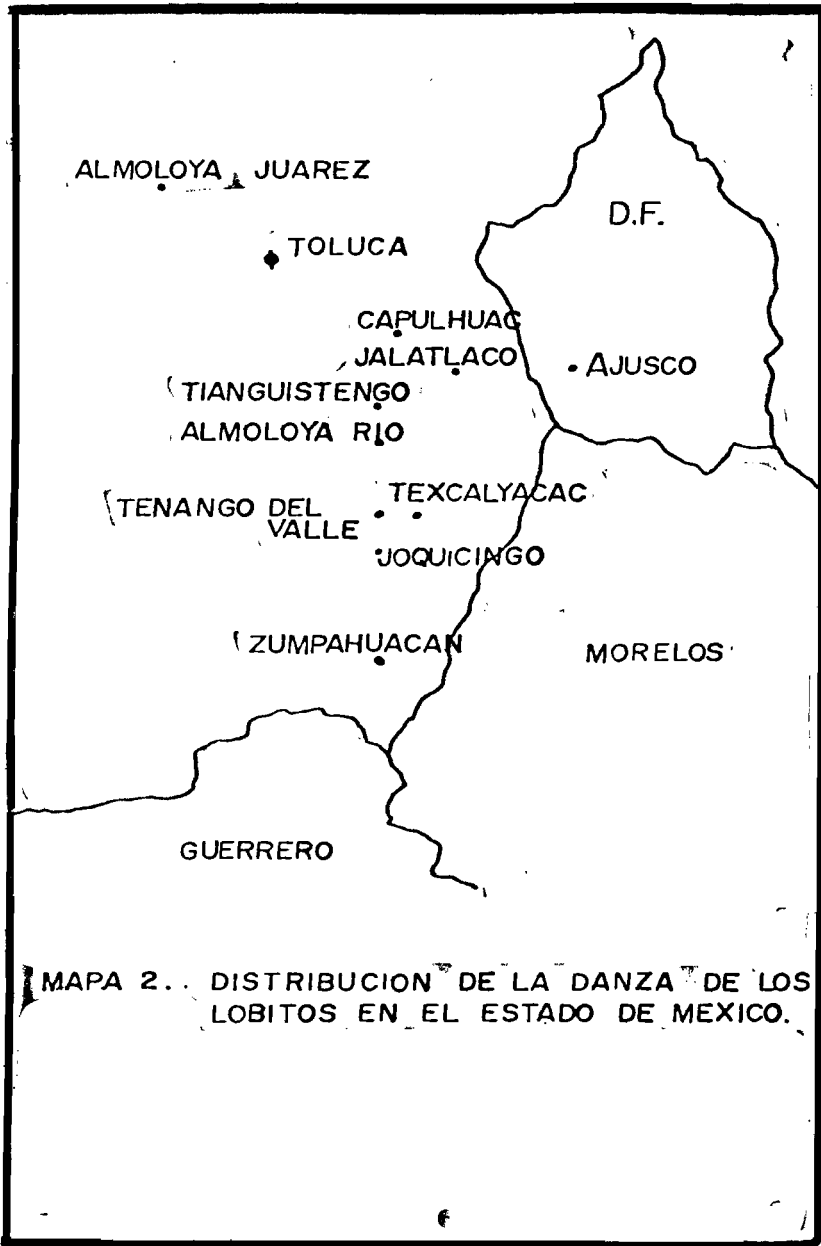 ALMOLOYA JUAREZ
D.F.
TOLUCA
CAPULHUAC
JALATLACO
AJUSCO
TIANGUISTENGO
ALMOLOYA RIO
TEXCALYACAC
TENANGO DEL
VALLE
JOQUICINGO
ZUMPAHUACAN
MORELOS
GUERRERO
MAPA 2.. DISTRIBUCION DE LA DANZA DE LOS
LOBITOS EN EL ESTADO DE MEXICO.